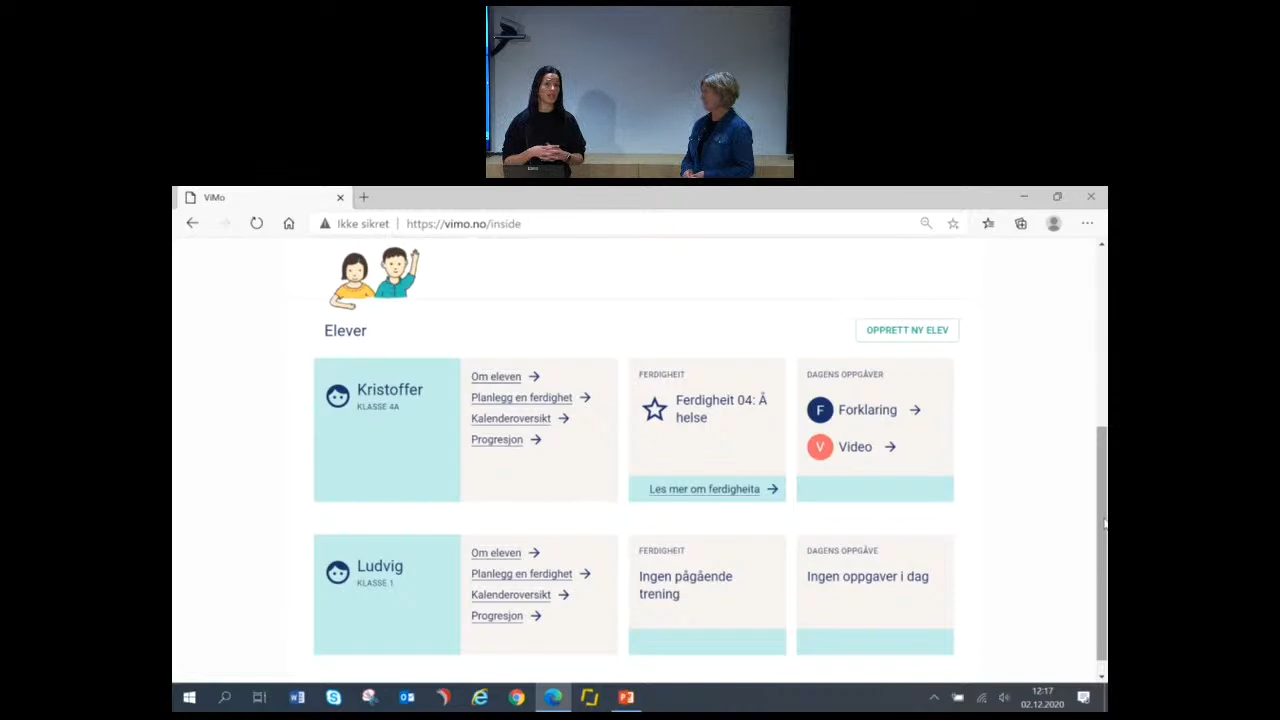 ViMo
Ikke sikret
https://vimo.no/inside
Elever
OPPRETT NY ELEV
Kristoffer
KLASSE 4A
Om eleven
Planlegg en ferdighet
Kalenderoversikt
Progresjon
FERDIGHEIT
Ferdigheit 04: Å
helse
Les mer om ferdigheita
DAGENS OPPGÅVER
F Forklaring
V Video
Ludvig
KLASSE 1
Om eleven
Planlegg en ferdighet
Kalenderoversikt
Progresjon
FERDIGHEIT
Ingen pågående
trening
DAGENS OPPGÅVE
Ingen oppgaver i dag
12:17
02.12.2020